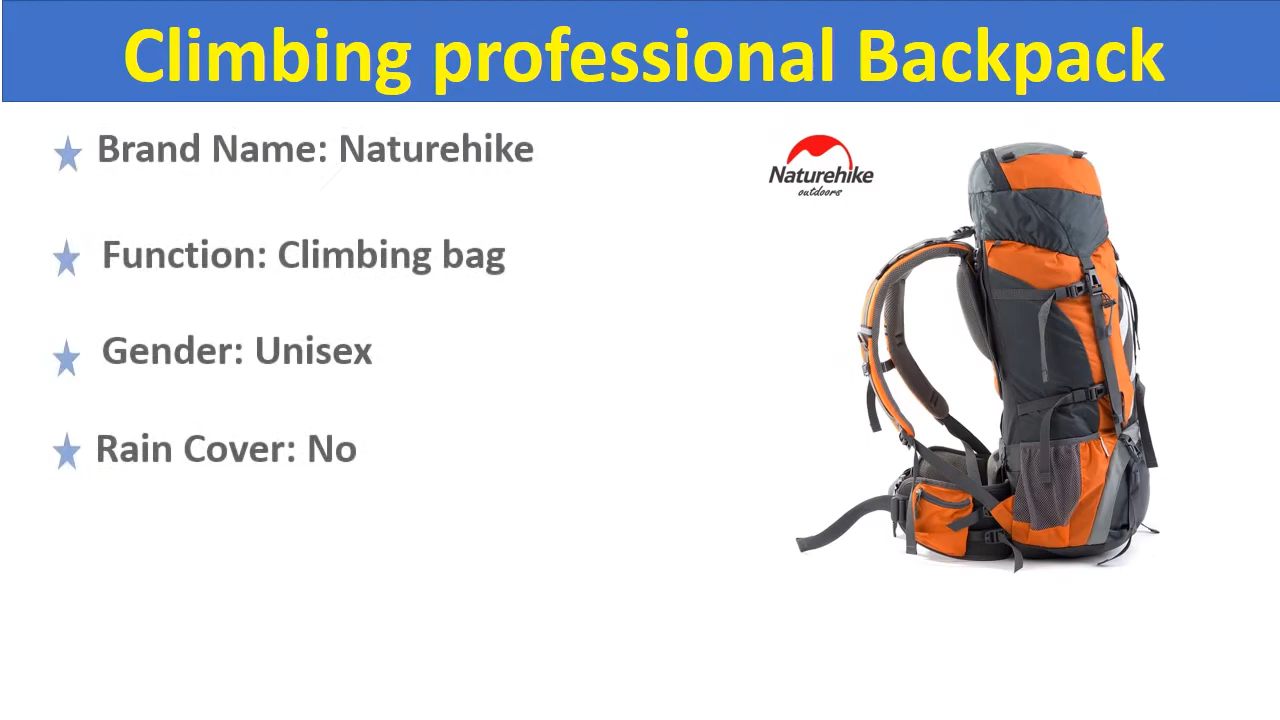 Climbing professional Backpack
Brand Name: Naturehike
Function: Climbing bag
Gender: Unisex
Rain Cover: No
Naturehike
outdoors